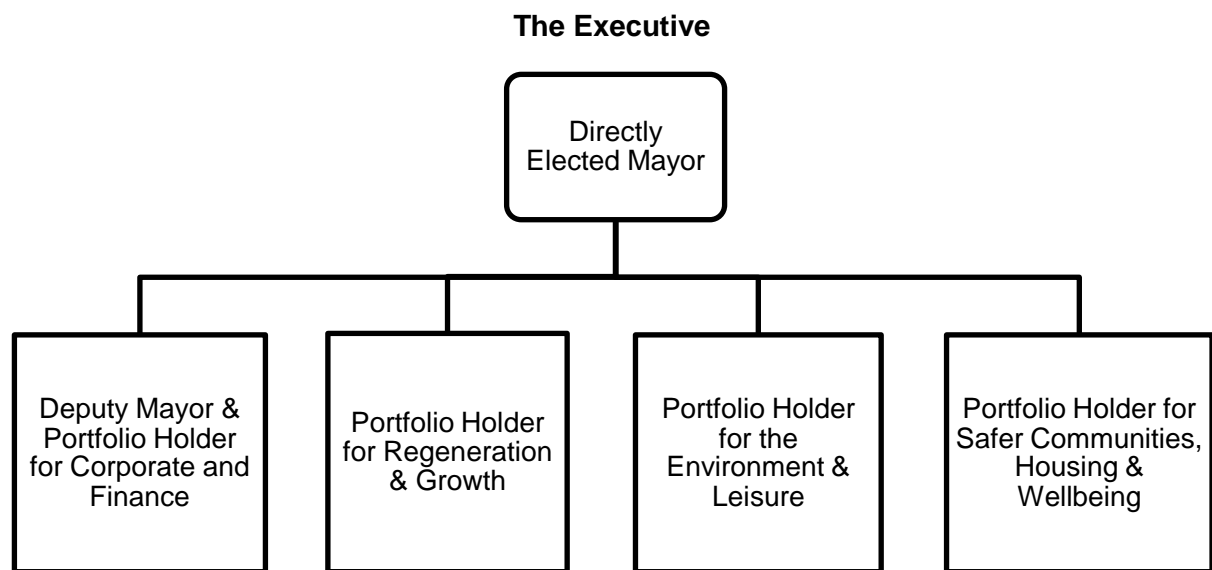 The Executive
Directly
Elected Mayor
Deputy Mayor &
Portfolio Holder
for Corporate and
Finance
Portfolio Holder
for Regeneration
& Growth
Portfolio Holder
for the
Environment &
Leisure
Portfolio Holder for
Safer Communities,
Housing &
Wellbeing